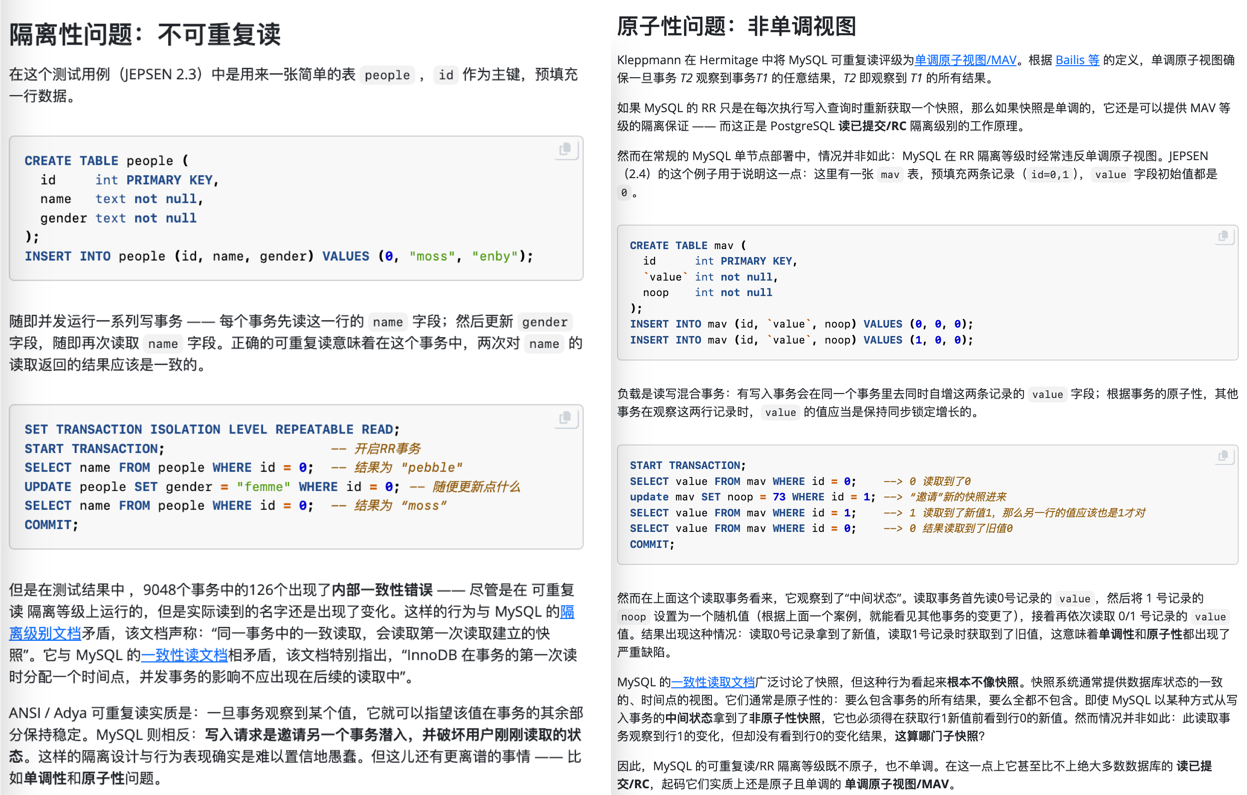 隔离性问题：不可重复读
在这个测试用例（JEPSEN 2.3）中是用来一张简单的表 people ，id 作为主键，预填充
一行数据。
CREATE TABLE people (
  id     int PRIMARY KEY,
  name   text not null,
  gender text not null
);
INSERT INTO people (id, name, gender) VALUES (0, "moss", "enby");
随即并发运行一系列写事务 —— 每个事务先读这一行的 name 字段；然后更新 gender
字段，随即再次读取 name 字段。正确的可重复读意味着在这个事务中，两次对 name 的
读取返回的结果应该是一致的。
SET TRANSACTION ISOLATION LEVEL REPEATABLE READ;
START TRANSACTION;                     -- 开启RR事务
SELECT name FROM people WHERE id = 0;  -- 结果为 "pebble"
UPDATE people SET gender = "femme" WHERE id = 0; -- 随便更新点什么
SELECT name FROM people WHERE id = 0;  -- 结果为 “moss”
COMMIT;
但是在测试结果中 ，9048个事务中的126个出现了内部一致性错误 —— 尽管是在 可重复
读 隔离等级上运行的，但是实际读到的名字还是出现了变化。这样的行为与 MySQL 的隔
离级别文档矛盾，该文档声称：“同一事务中的一致读取，会读取第一次读取建立的快
照”。它与 MySQL 的一致性读文档相矛盾，该文档特别指出，“InnoDB 在事务的第一次读
时分配一个时间点，并发事务的影响不应出现在后续的读取中”。
ANSI / Adya 可重复读实质是：一旦事务观察到某个值，它就可以指望该值在事务的其余部
分保持稳定。MySQL 则相反：写入请求是邀请另一个事务潜入，并破坏用户刚刚读取的状
态。这样的隔离设计与行为表现确实是难以置信地愚蠢。但这儿还有更离谱的事情 —— 比
如单调性和原子性问题。
原子性问题：非单调视图
Kleppmann 在 Hermitage 中将 MySQL 可重复读评级为单调原子视图/MAV。根据 Bailis 等 的定义，单调原子视图确
保一旦事务 T2 观察到事务T1 的任意结果，T2 即观察到 T1 的所有结果。
如果 MySQL 的 RR 只是在每次执行写入查询时重新获取一个快照，那么如果快照是单调的，它还是可以提供 MAV 等
级的隔离保证 —— 而这正是 PostgreSQL 读已提交/RC 隔离级别的工作原理。
然而在常规的 MySQL 单节点部署中，情况并非如此：MySQL 在 RR 隔离等级时经常违反单调原子视图。JEPSEN
（2.4）的这个例子用于说明这一点：这里有一张 mav 表，预填充两条记录（ id=0,1 ），value 字段初始值都是
0 。
CREATE TABLE mav (
  id      int PRIMARY KEY,
  `value` int not null,
  noop    int not null
);
INSERT INTO mav (id, `value`, noop) VALUES (0, 0, 0);
INSERT INTO mav (id, `value`, noop) VALUES (1, 0, 0);
负载是读写混合事务：有写入事务会在同一个事务里去同时自增这两条记录的 value 字段；根据事务的原子性，其他
事务在观察这两行记录时，value 的值应当是保持同步锁定增长的。
START TRANSACTION;
SELECT value FROM mav WHERE id = 0;    --> 0 读取到了0
update mav SET noop = 73 WHERE id = 1; --> “邀请”新的快照进来
SELECT value FROM mav WHERE id = 1;    --> 1 读取到了新值1，那么另一行的值应该也是1才对
SELECT value FROM mav WHERE id = 0;    --> 0 结果读取到了旧值0
COMMIT;
然而在上面这个读取事务看来，它观察到了“中间状态”。读取事务首先读0号记录的 value ，然后将 1 号记录的
noop 设置为一个随机值（根据上面一个案例，就能看见其他事务的变更了），接着再依次读取 0/1 号记录的 value
值。结果出现这种情况：读取0号记录拿到了新值，读取1号记录时获取到了旧值，这意味着单调性和原子性都出现了
严重缺陷。
MySQL 的一致性读取文档广泛讨论了快照，但这种行为看起来根本不像快照。快照系统通常提供数据库状态的一致
的、时间点的视图。它们通常是原子性的：要么包含事务的所有结果，要么全都不包含。即使 MySQL 以某种方式从写
入事务的中间状态拿到了非原子性快照，它也必须得在获取行1新值前看到行0的新值。然而情况并非如此：此读取事
务观察到行1的变化，但却没有看到行0的变化结果，这算哪门子快照？
因此，MySQL 的可重复读/RR 隔离等级既不原子，也不单调。在这一点上它甚至比不上绝大多数数据库的 读已提
交/RC，起码它们实质上还是原子且单调的 单调原子视图/MAV。